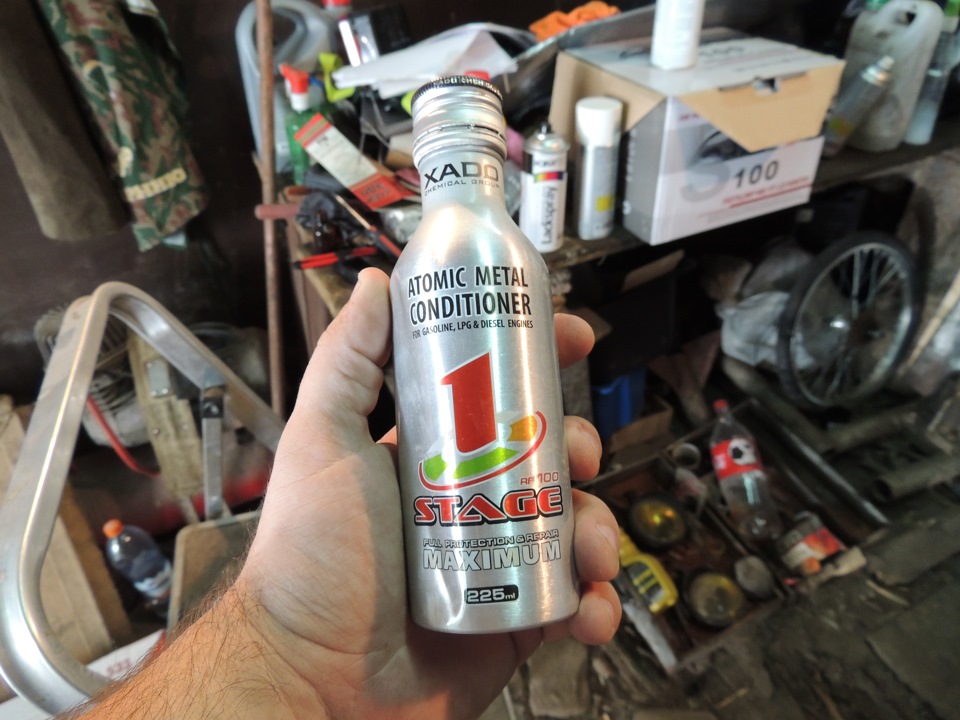 XADO
CHEMICAL GROUP
ATOMIC METAL
CONDITIONER
FOR GASOLINE, LPG & DIESEL ENGINES
1
STAGE
FULL PROTECTION & REPAIR
MAXIMUM
225ml
Lackspray
100